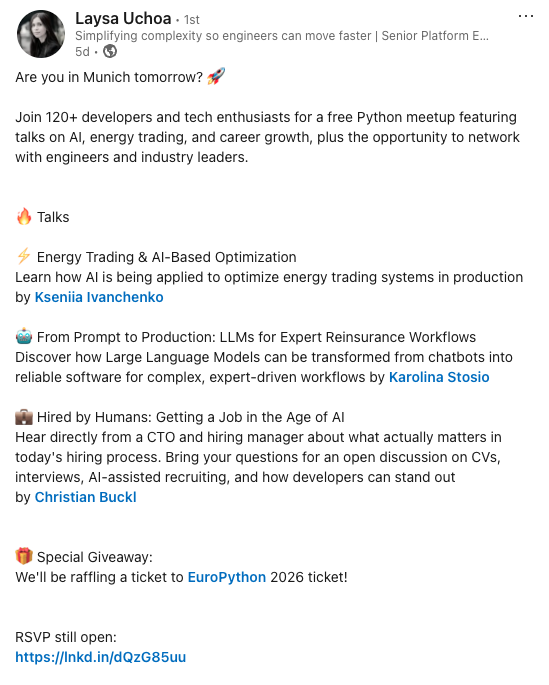 Laysa Uchoa • 1st
Simplifying complexity so engineers can move faster | Senior Platform E...
5d •
Are you in Munich tomorrow? 🚀
Join 120+ developers and tech enthusiasts for a free Python meetup featuring
talks on AI, energy trading, and career growth, plus the opportunity to network
with engineers and industry leaders.
🔥 Talks
⚡ Energy Trading & AI-Based Optimization
Learn how AI is being applied to optimize energy trading systems in production
by Kseniia Ivanchenko
🤖 From Prompt to Production: LLMs for Expert Reinsurance Workflows
Discover how Large Language Models can be transformed from chatbots into
reliable software for complex, expert-driven workflows by Karolina Stosio
💼 Hired by Humans: Getting a Job in the Age of AI
Hear directly from a CTO and hiring manager about what actually matters in
today's hiring process. Bring your questions for an open discussion on CVs,
interviews, AI-assisted recruiting, and how developers can stand out
by Christian Buckl
🎁 Special Giveaway:
We'll be raffling a ticket to EuroPython 2026 ticket!
RSVP still open:
https://lnkd.in/dQzG85uu